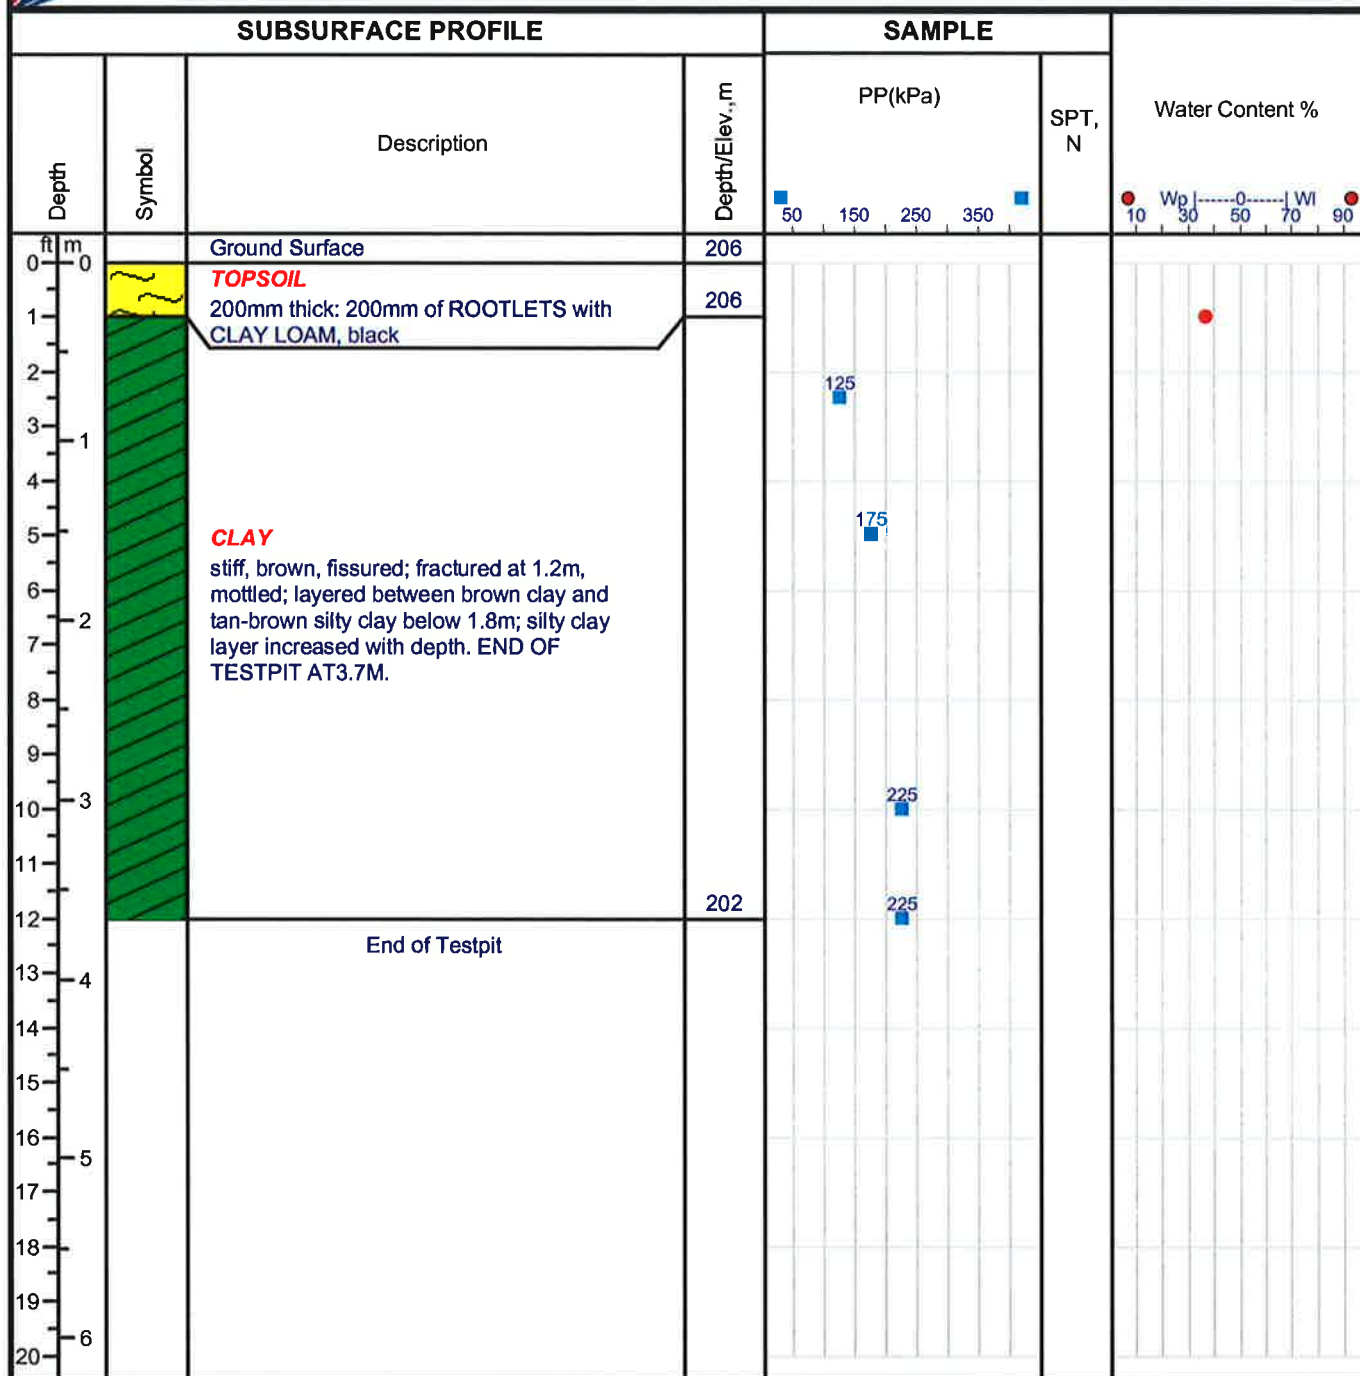 SUBSURFACE PROFILE
SAMPLE
Depth
Symbol
Description
Depth/Elev.,m
PP(kPa)
SPT,
N
Water Content %
50 150 250 350
Wp |-----0-----| Wl
10 30 50 70 90
ft m
Ground Surface
206
0 0
TOPSOIL
200mm thick: 200mm of ROOTLETS with
CLAY LOAM, black
206
1
2
125
3
1
4
175
5
CLAY
stiff, brown, fissured; fractured at 1.2m,
mottled; layered between brown clay and
tan-brown silty clay below 1.8m; silty clay
layer increased with depth. END OF
TESTPIT AT3.7M.
6
2
7
8
9
3
225
10
11
202
225
12
End of Testpit
13
4
14
15
16
5
17
18
19
6
20